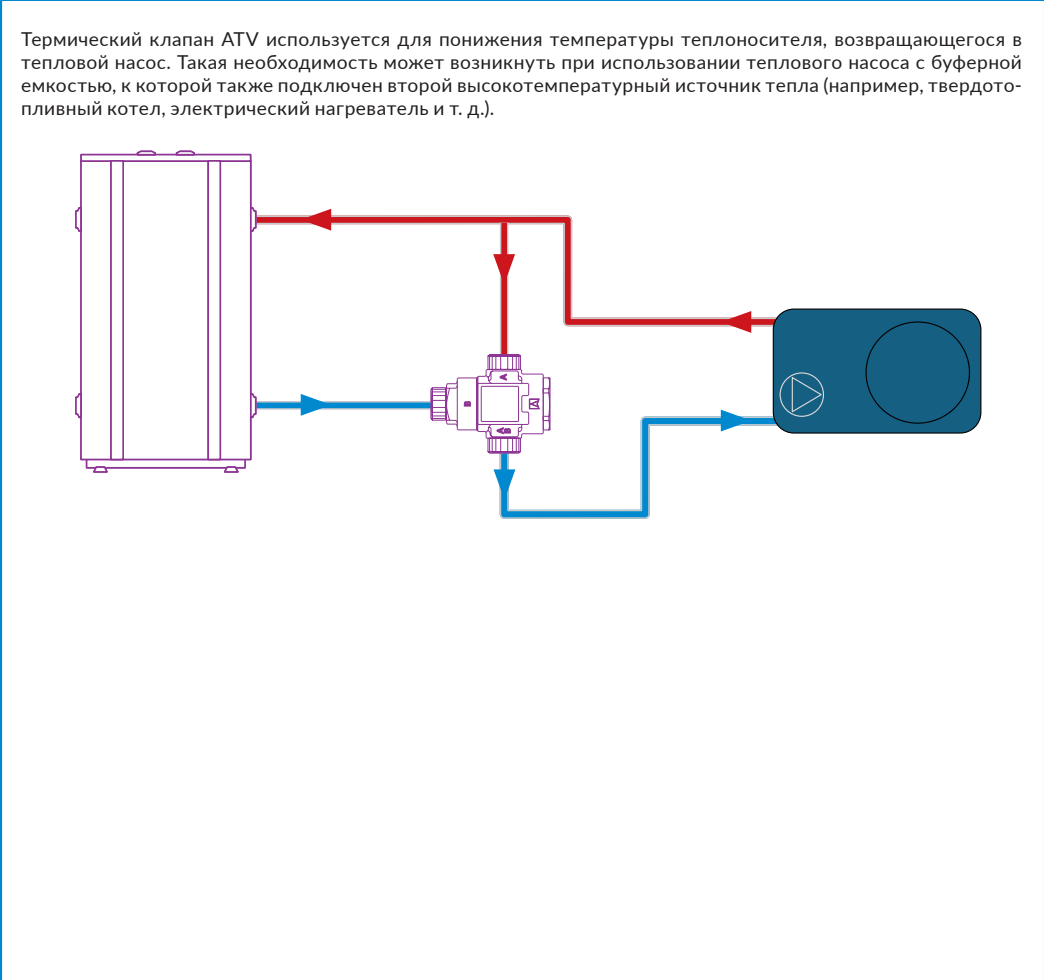 Термический клапан ATV используется для понижения температуры теплоносителя, возвращающегося в
тепловой насос. Такая необходимость может возникнуть при использовании теплового насоса с буферной
емкостью, к которой также подключен второй высокотемпературный источник тепла (например, твердото-
пливный котел, электрический нагреватель и т. д.).
A
B
AB